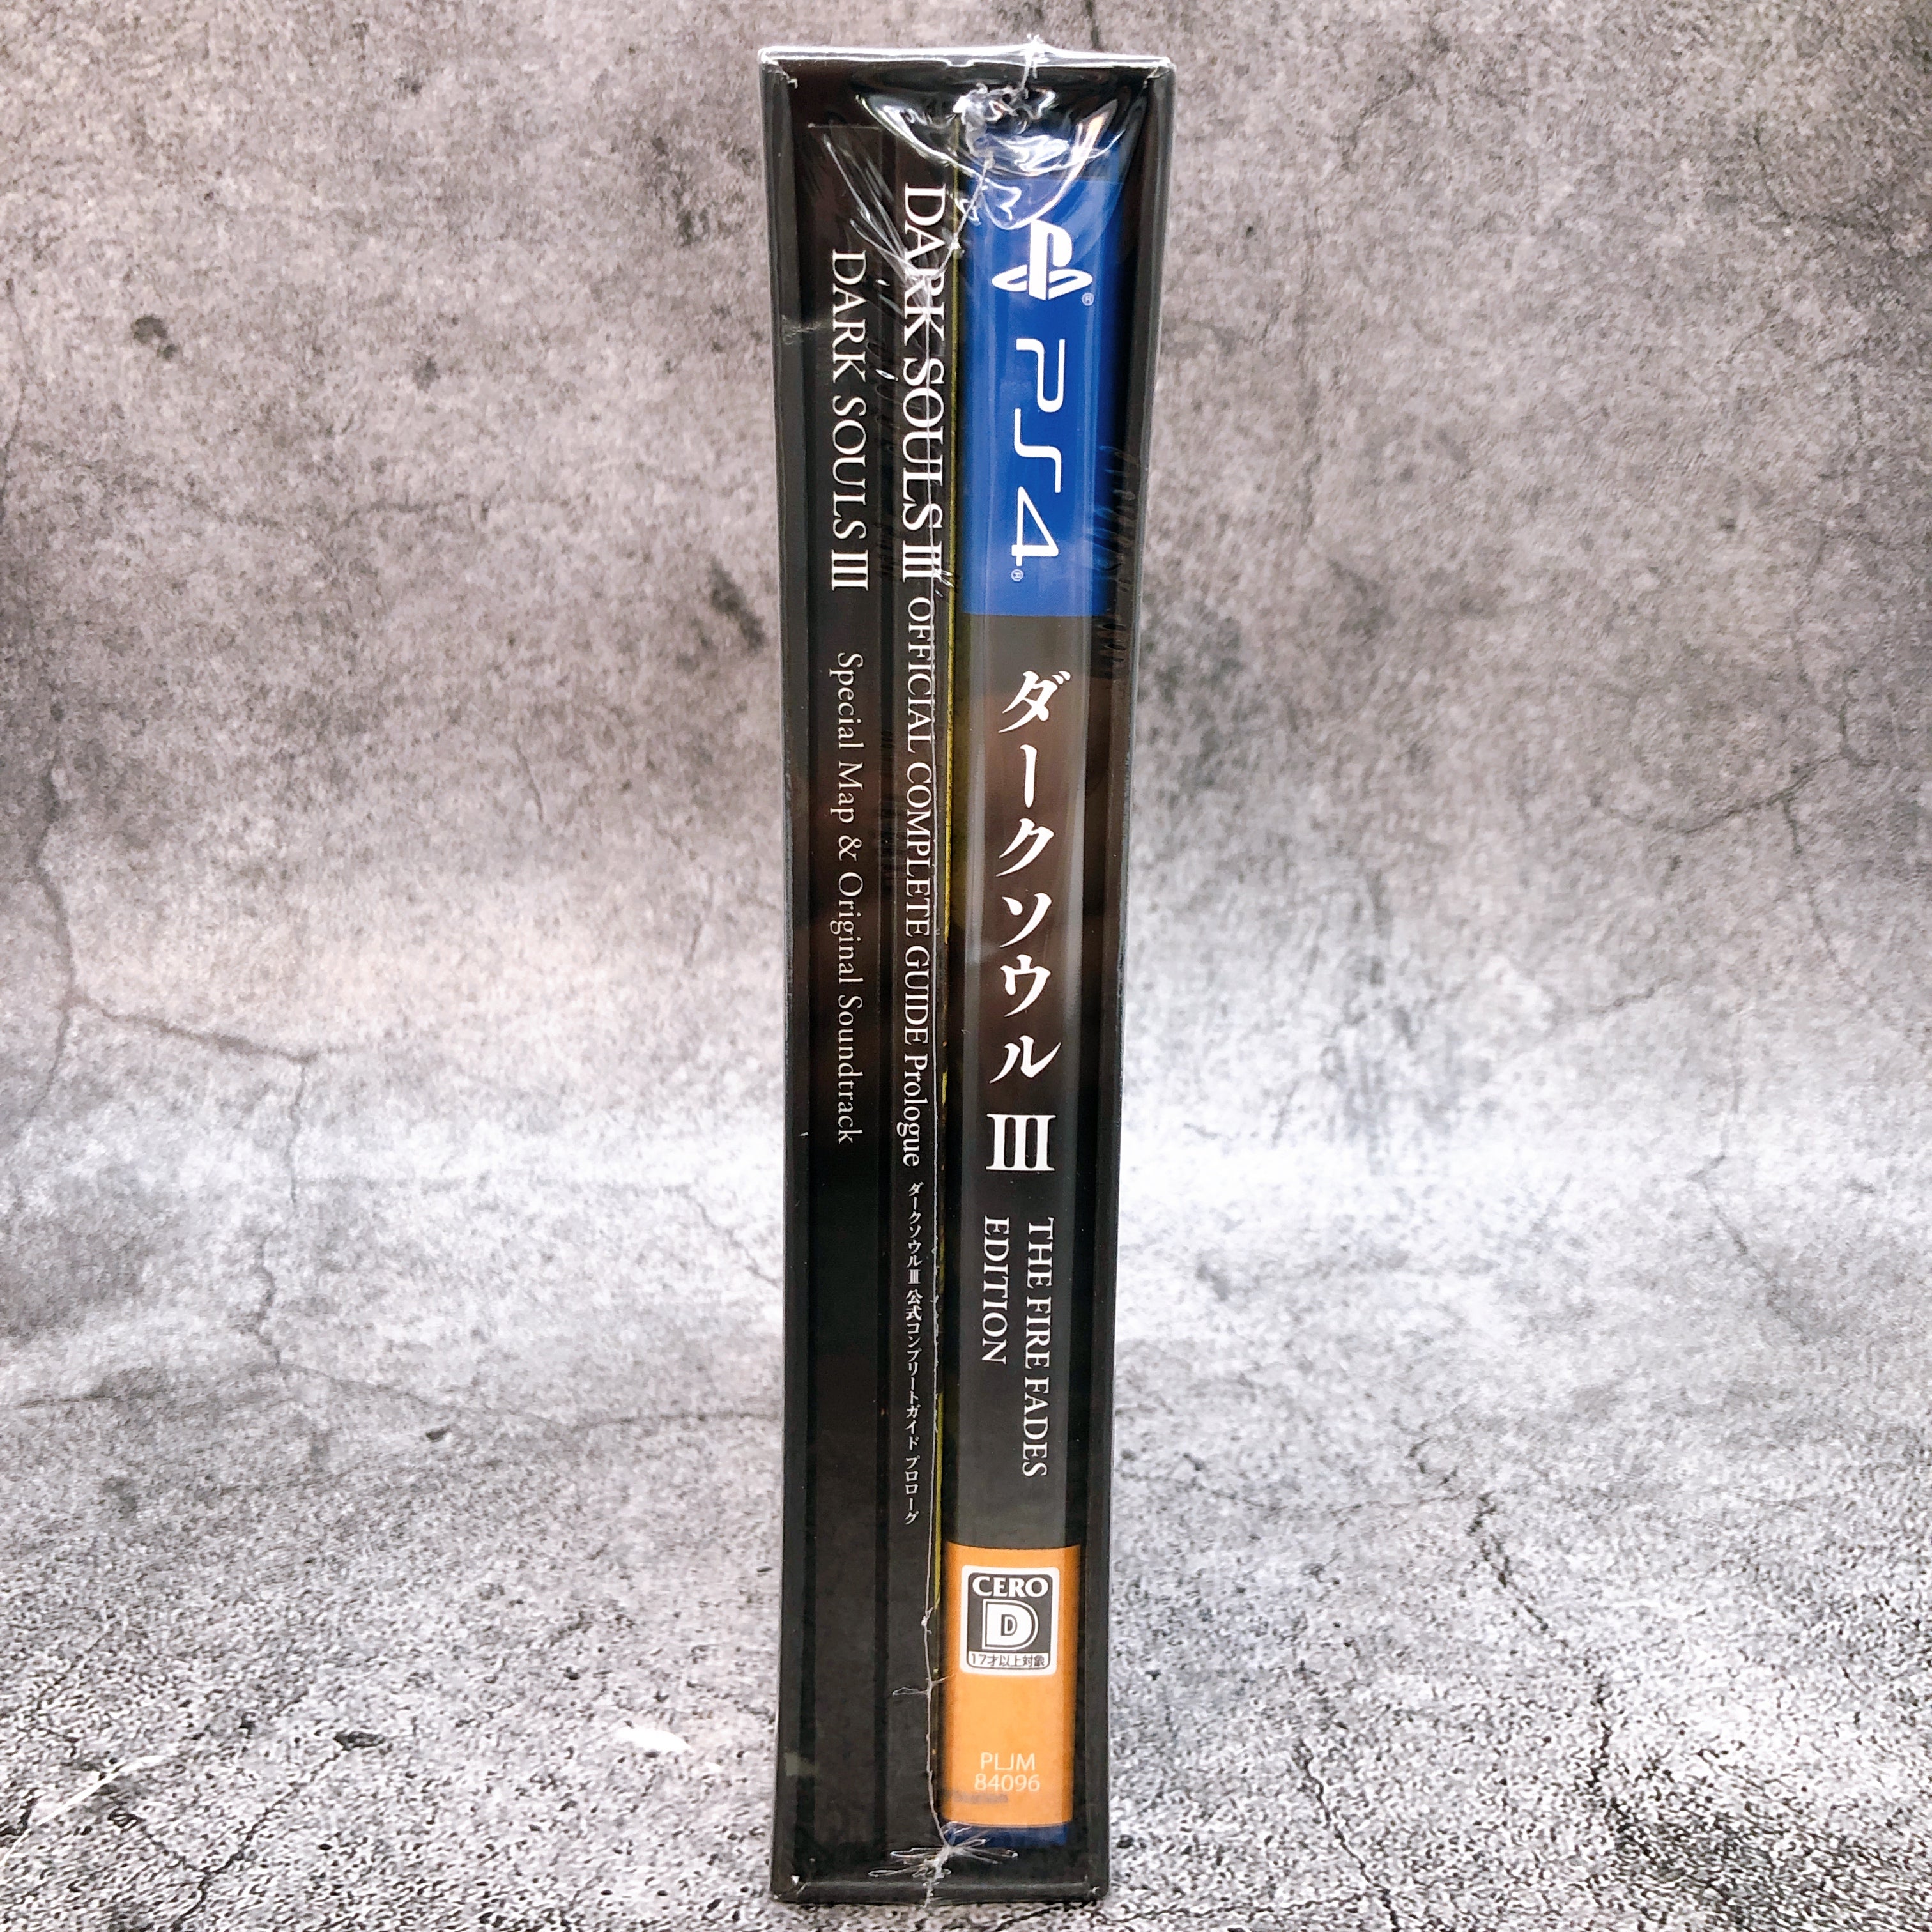 PS4
ダークソウルⅢ
THE FIRE FADES
EDITION
CERO
D
17才以上対象
PLJM
84096
DARK SOULS Ⅲ OFFICIAL COMPLETE GUIDE Prologue ダークソウルⅢ 公式コンプリートガイド プロローグ
DARK SOULS Ⅲ Special Map & Original Soundtrack